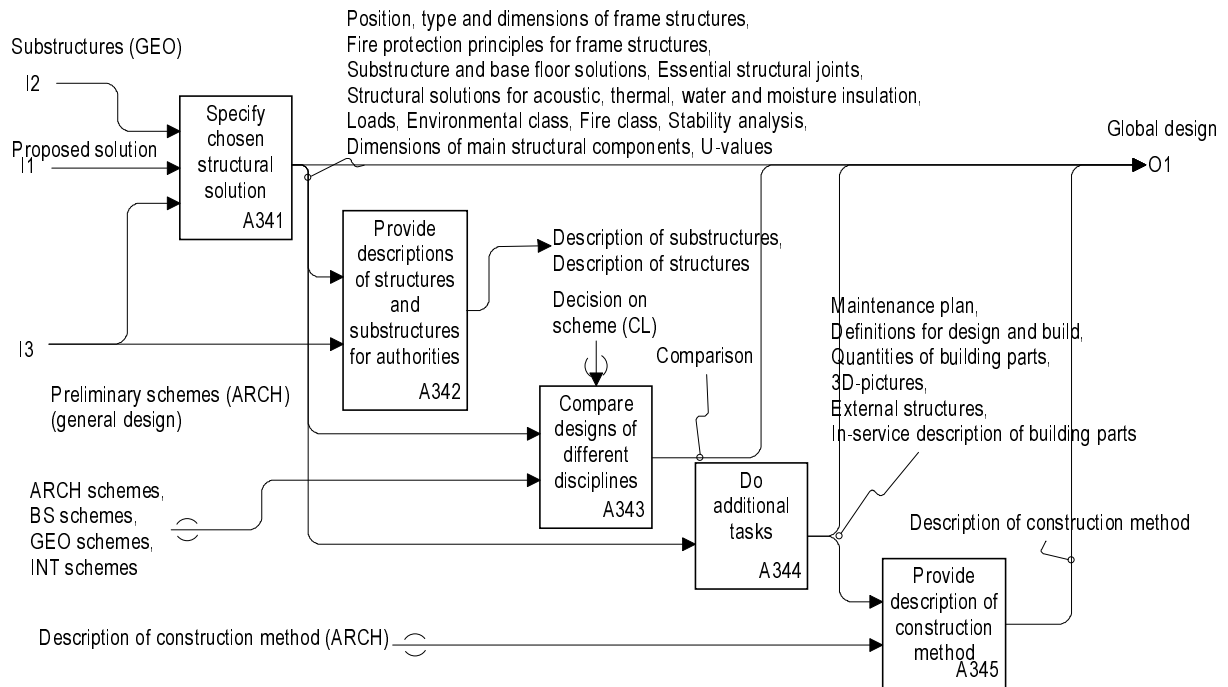 Position, type and dimensions of frame structures,
Fire protection principles for frame structures,
Substructure and base floor solutions, Essential structural joints,
Structural solutions for acoustic, thermal, water and moisture insulation,
Loads, Environmental class, Fire class, Stability analysis,
Dimensions of main structural components, U-values
Substructures (GEO)
I2
Proposed solution
I1
Specify
chosen
structural
solution
A341
Global design
O1
I3
Preliminary schemes (ARCH)
(general design)
Provide
descriptions
of structures
and
substructures
for authorities
A342
Description of substructures,
Description of structures
Decision on
scheme (CL)
Comparison
Compare
designs of
different
disciplines
A343
Maintenance plan,
Definitions for design and build,
Quantities of building parts,
3D-pictures,
External structures,
In-service description of building parts
ARCH schemes,
BS schemes,
GEO schemes,
INT schemes
Do
additional
tasks
A344
Description of construction method
Provide
description of
construction
method
A345
Description of construction method (ARCH)